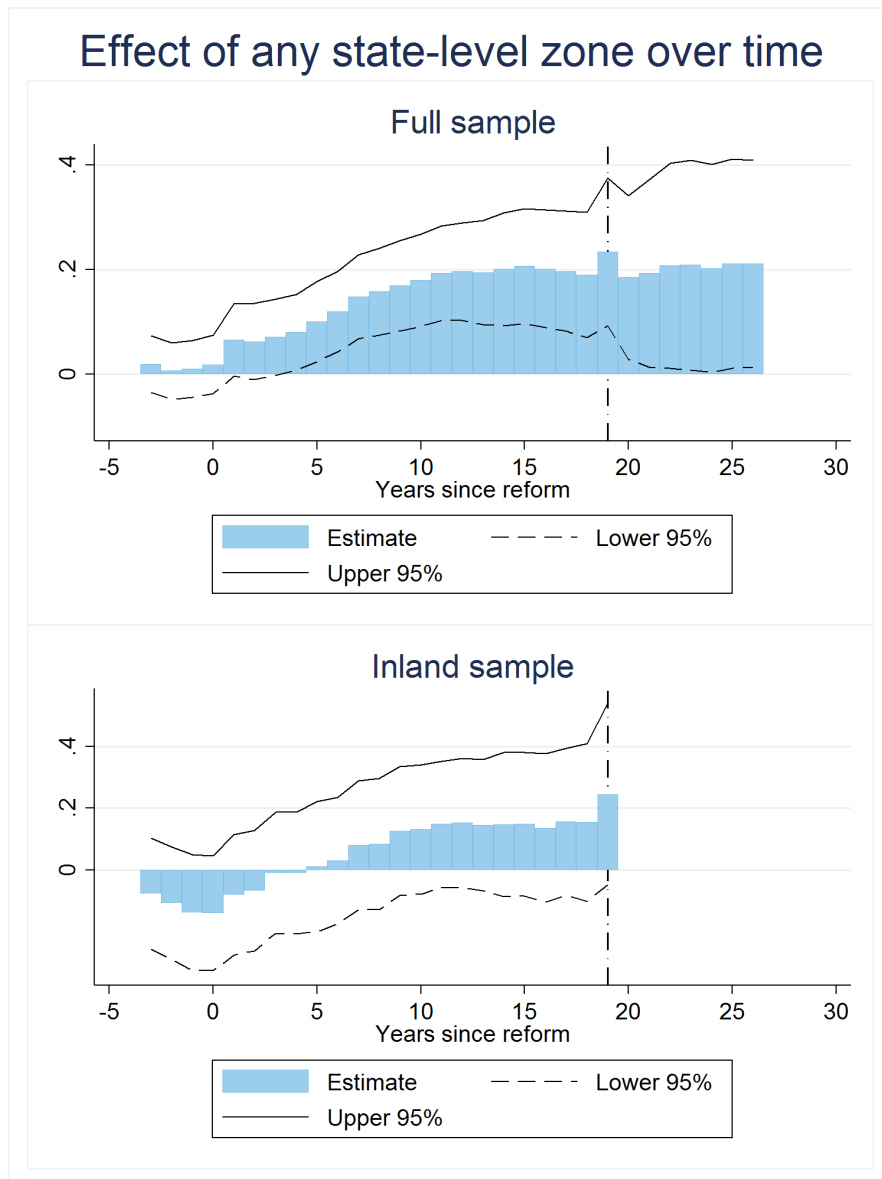 Effect of any state-level zone over time
Full sample
.4
.2
0
-5 0 5 10 15 20 25 30
Years since reform
Estimate Lower 95%
Upper 95%
Inland sample
.4
.2
0
-5 0 5 10 15 20 25 30
Years since reform
Estimate Lower 95%
Upper 95%